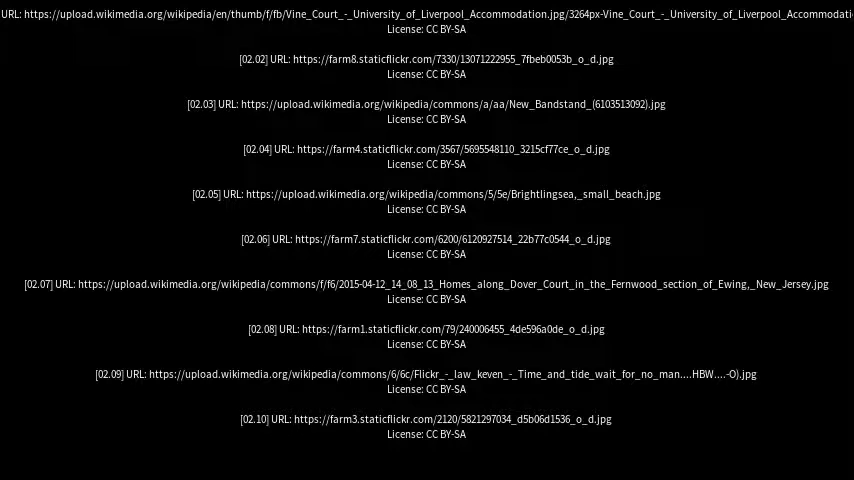 URL: https://upload.wikimedia.org/wikipedia/en/thumb/f/fb/Vine_Court_-_University_of_Liverpool_Accommodation.jpg/3264px-Vine_Court_-_University_of_Liverpool_Accommodati
License: CC BY-SA
[02.02] URL: https://farm8.staticflickr.com/7330/13071222955_7fbeb0053b_o_d.jpg
License: CC BY-SA
[02.03] URL: https://upload.wikimedia.org/wikipedia/commons/a/aa/New_Bandstand_(6103513092).jpg
License: CC BY-SA
[02.04] URL: https://farm4.staticflickr.com/3567/5695548110_3215cf77ce_o_d.jpg
License: CC BY-SA
[02.05] URL: https://upload.wikimedia.org/wikipedia/commons/5/5e/Brightlingsea,_small_beach.jpg
License: CC BY-SA
[02.06] URL: https://farm7.staticflickr.com/6200/6120927514_22b77c0544_o_d.jpg
License: CC BY-SA
[02.07] URL: https://upload.wikimedia.org/wikipedia/commons/f/f6/2015-04-12_14_08_13_Homes_along_Dover_Court_in_the_Fernwood_section_of_Ewing,_New_Jersey.jpg
License: CC BY-SA
[02.08] URL: https://farm1.staticflickr.com/79/240006455_4de596a0de_o_d.jpg
License: CC BY-SA
[02.09] URL: https://upload.wikimedia.org/wikipedia/commons/6/6c/Flickr_-_law_keven_-_Time_and_tide_wait_for_no_man....HBW....-O).jpg
License: CC BY-SA
[02.10] URL: https://farm3.staticflickr.com/2120/5821297034_d5b06d1536_o_d.jpg
License: CC BY-SA